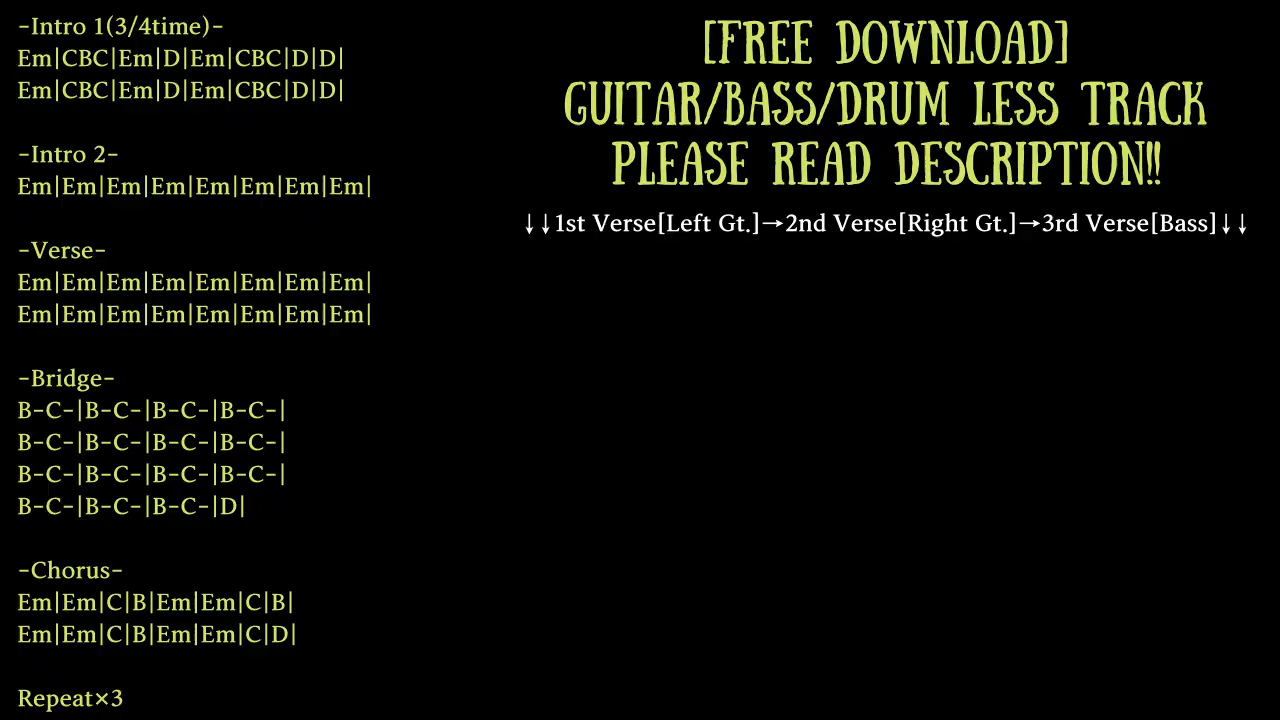 -Intro 1(3/4time)-
Em|CBC|Em|D|Em|CBC|D|D|
Em|CBC|Em|D|Em|CBC|D|D|
-Intro 2-
Em|Em|Em|Em|Em|Em|Em|Em|
-Verse-
Em|Em|Em|Em|Em|Em|Em|Em|
Em|Em|Em|Em|Em|Em|Em|Em|
-Bridge-
B-C-|B-C-|B-C-|B-C-|
B-C-|B-C-|B-C-|B-C-|
B-C-|B-C-|B-C-|B-C-|
B-C-|B-C-|B-C-|D|
-Chorus-
Em|Em|C|B|Em|Em|C|B|
Em|Em|C|B|Em|Em|C|D|
Repeat×3
[FREE DOWNLOAD]
GUITAR/BASS/DRUM LESS TRACK
PLEASE READ DESCRIPTION!!
↓↓1st Verse[Left Gt.]→2nd Verse[Right Gt.]→3rd Verse[Bass]↓↓